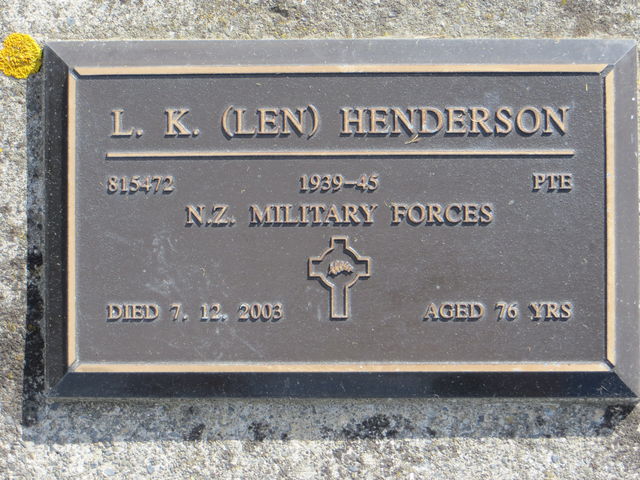 L. K. (LEN) HENDERSON
815472 1939-45 PTE
N.Z. MILITARY FORCES
DIED 7. 12. 2003 AGED 76 YRS